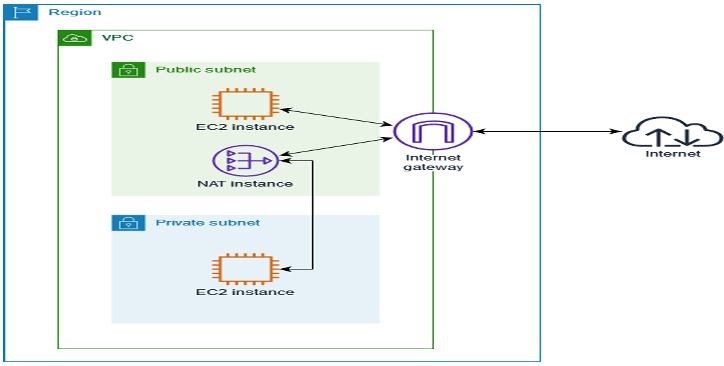 Region
VPC
Public subnet
EC2 instance
NAT instance
Internet
gateway
Internet
Private subnet
EC2 instance